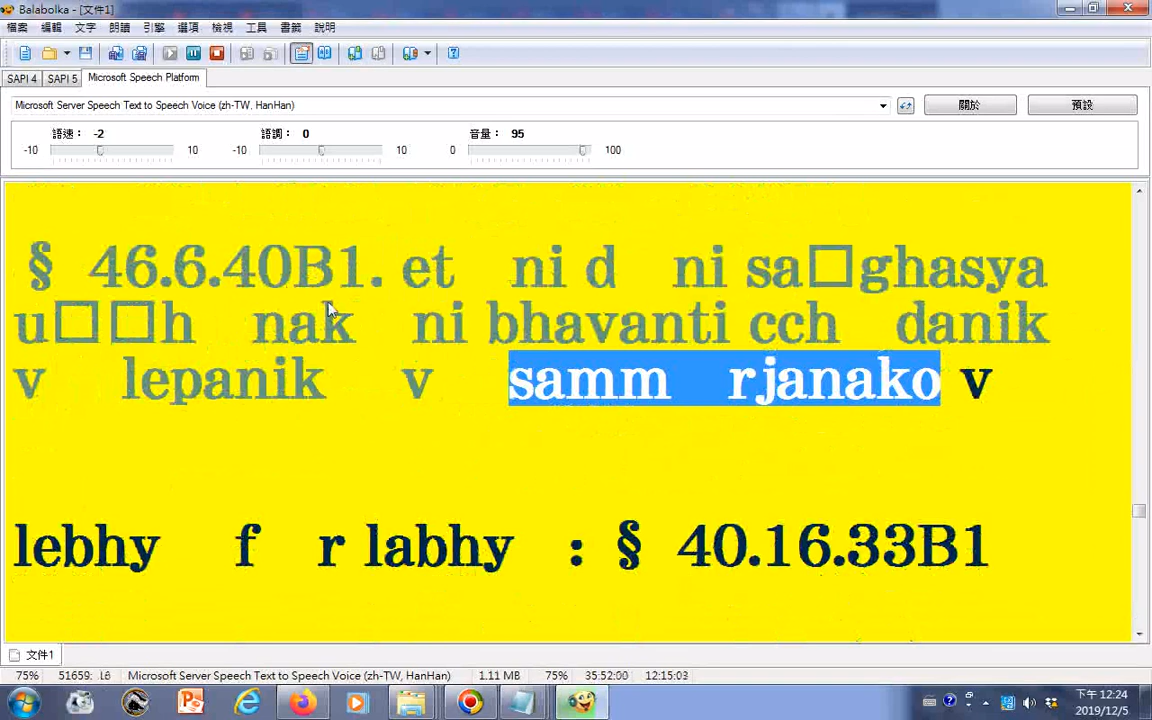 Balabolka - [文件1]
檔案 編輯 文字 朗讀 引擎 選項 檢視 工具 書籤 說明
SAPI 4 SAPI 5 Microsoft Speech Platform
Microsoft Server Speech Text to Speech Voice (zh-TW, HanHan) 關於 預設
語速： -2 語調： 0 音量： 95
-10 10 -10 10 0 100
§ 46.6.40B1. et ni d ni sa□ghasya
u□□h nak ni bhavanti cch danik
v lepanik v samm rjanako v
lebhy f r labhy : § 40.16.33B1
文件1
75% 51659: 16 Microsoft Server Speech Text to Speech Voice (zh-TW, HanHan) 1.11 MB 75% 35:52:00 12:15:03
下午 12:24
2019/12/5